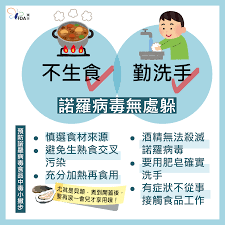 FDA
不生食
勤洗手
諾羅病毒無處躲
預防諾羅病毒食品中毒小撇步
• 慎選食材來源
• 避免生熟食交叉
污染
• 充分加熱再食用
尤其是貝類，煮到開蓋後，
要再滾一會兒才享用喔！
• 酒精無法殺滅
諾羅病毒
• 要用肥皂確實
洗手
• 有症狀不從事
接觸食品工作